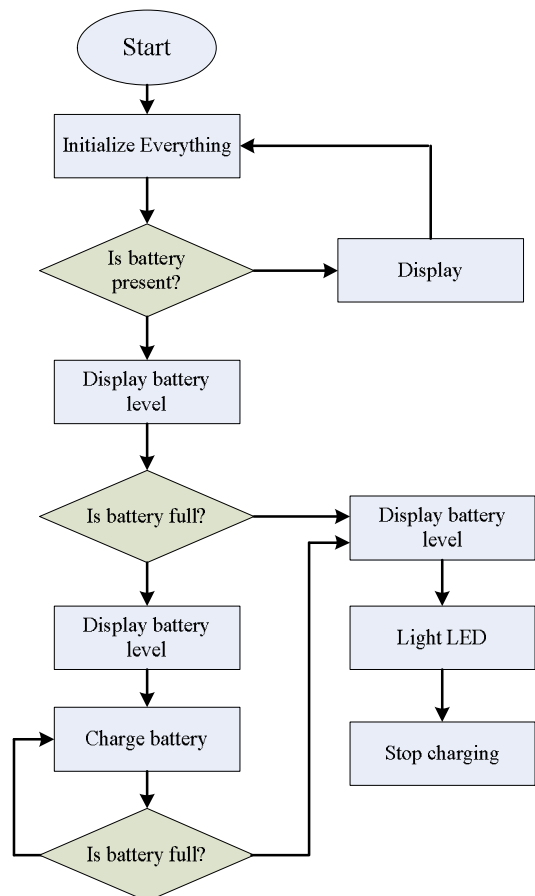 Start
Initialize Everything
Is battery
present?
Display
Display battery
level
Is battery full?
Display battery
level
Display battery
level
Light LED
Charge battery
Stop charging
Is battery full?